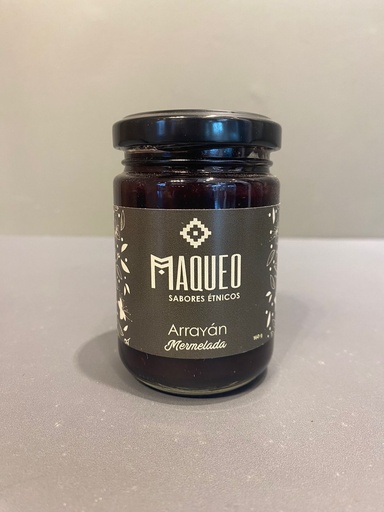 MAQUEO
SABORES ÉTNICOS
Arrayán
Mermelada